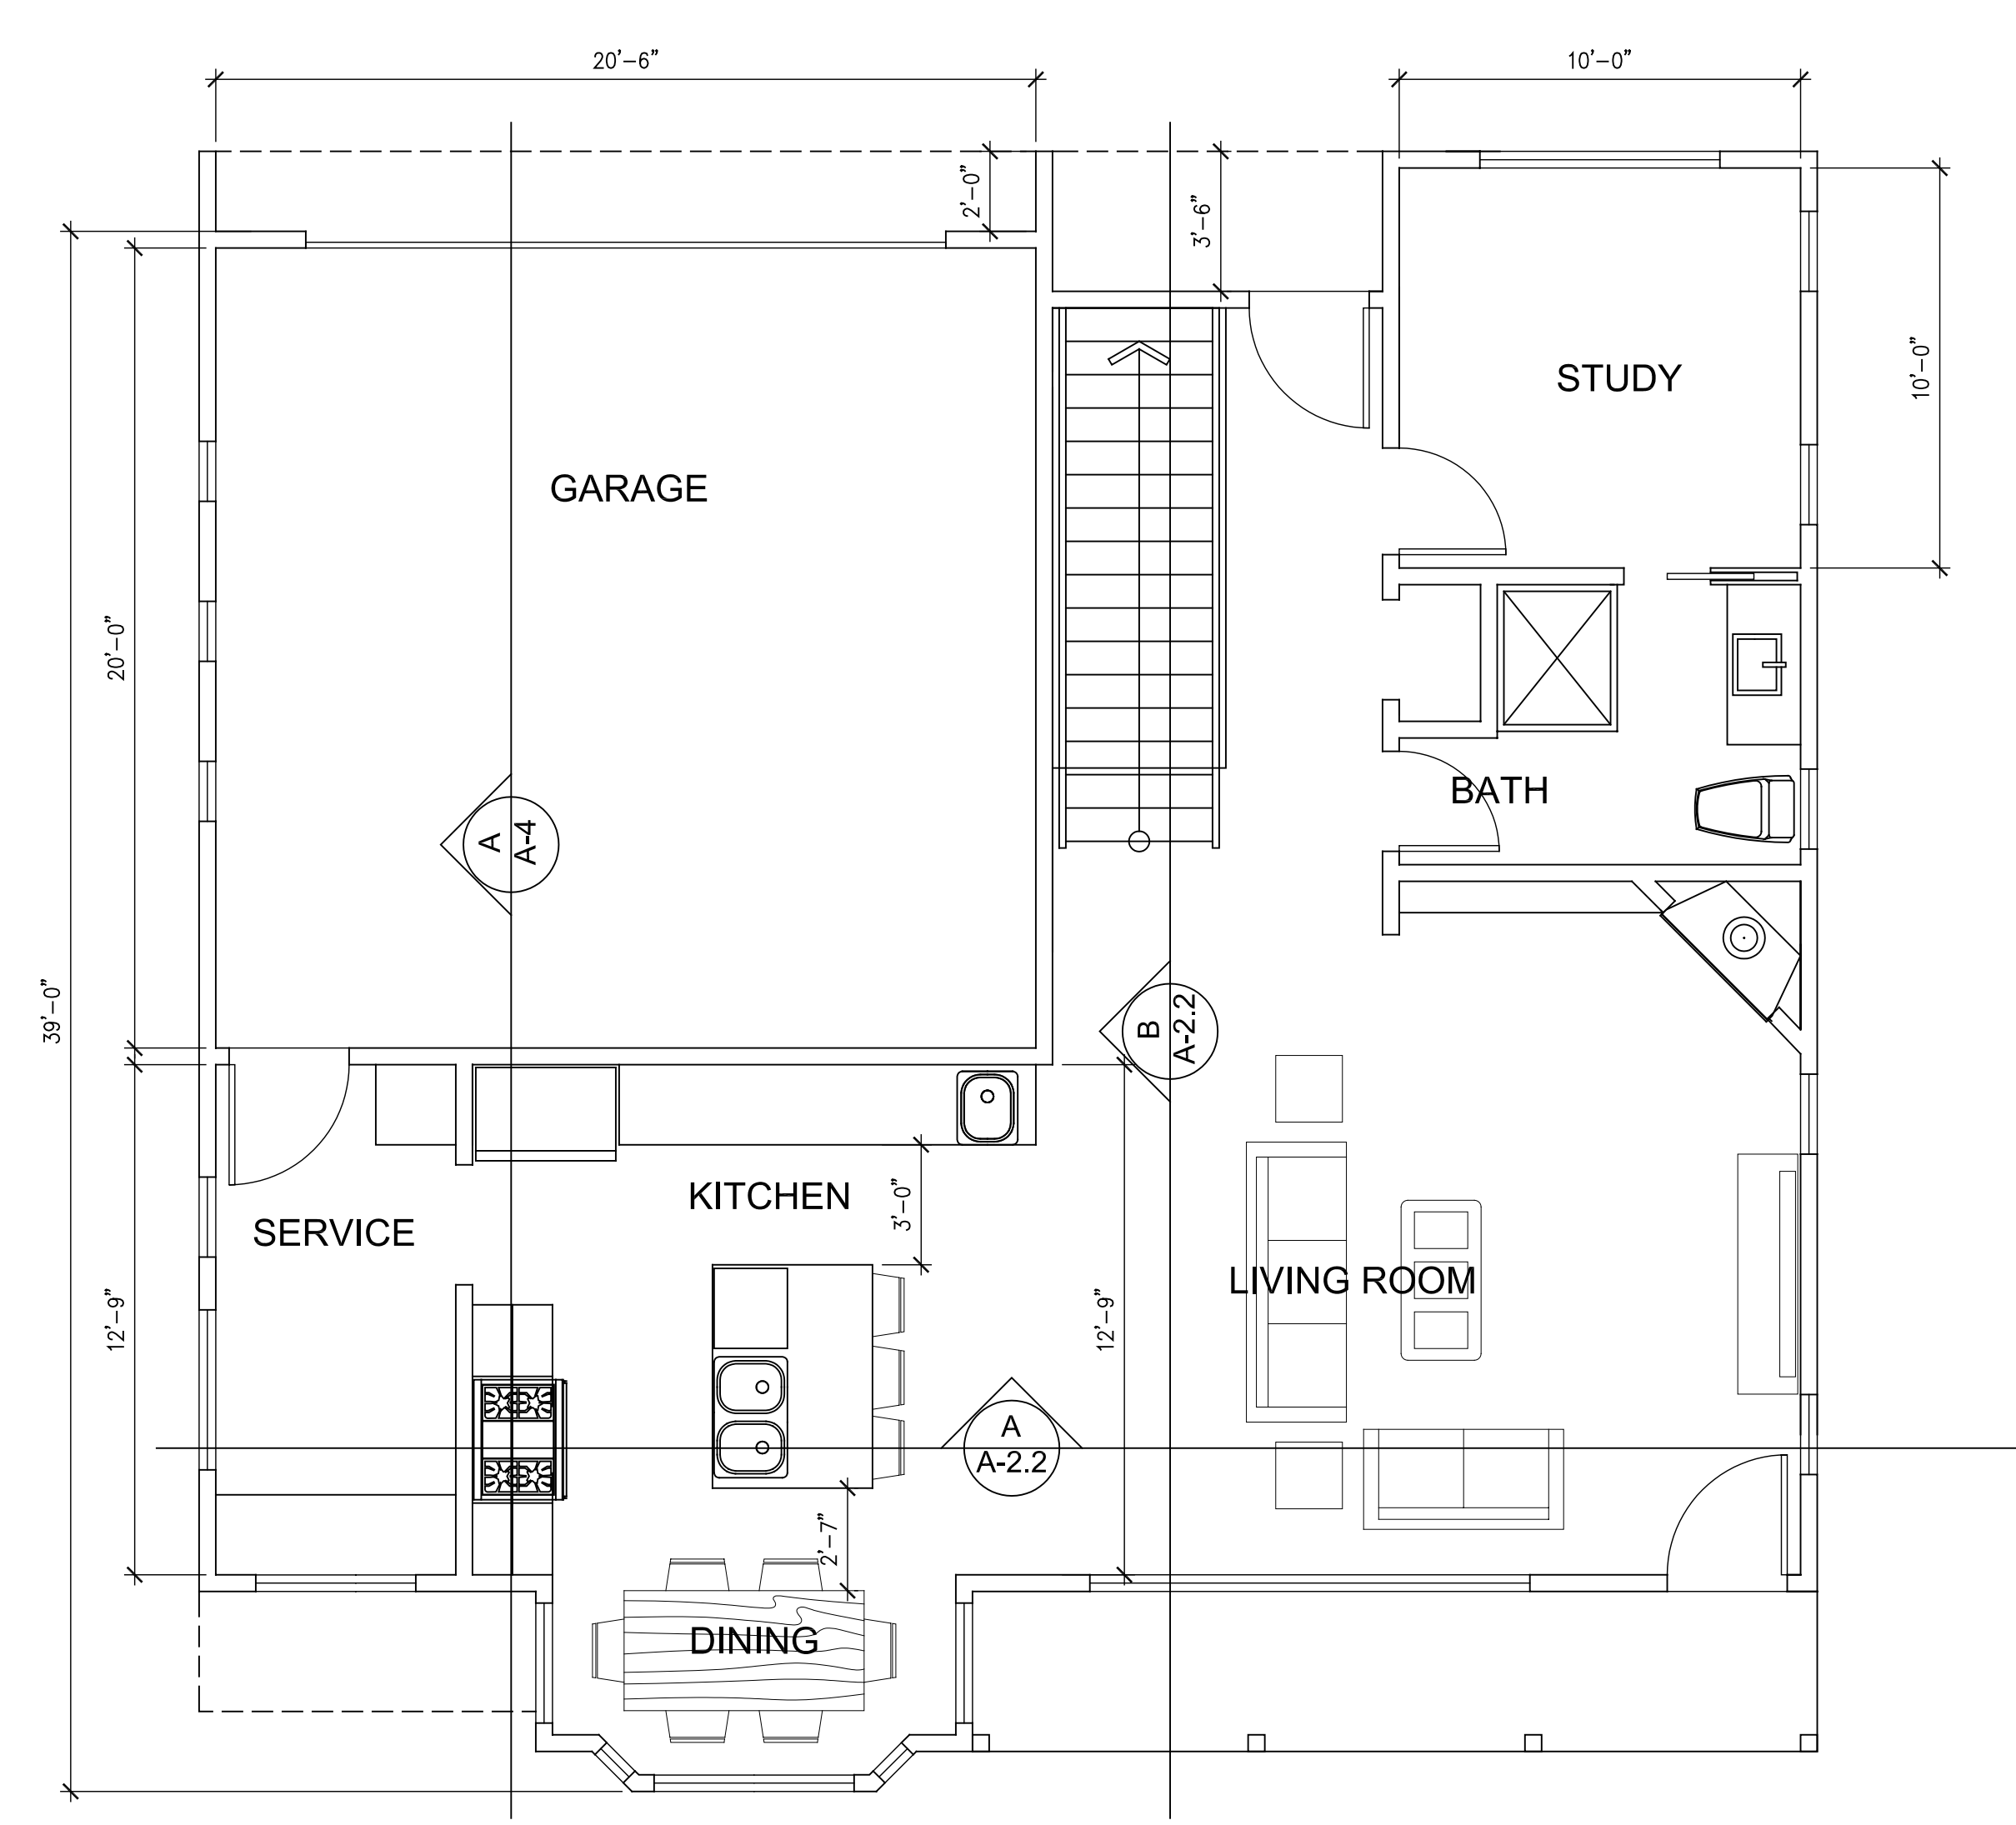 20'-6"
10'-0"
2'-0"
3'-6"
10'-0"
STUDY
GARAGE
20'-0"
BATH
A
A-4
39'-0"
B
A-2.2
KITCHEN
3'-0"
SERVICE
LIVING ROOM
12'-9"
12'-9"
A
A-2.2
2'-7"
DINING